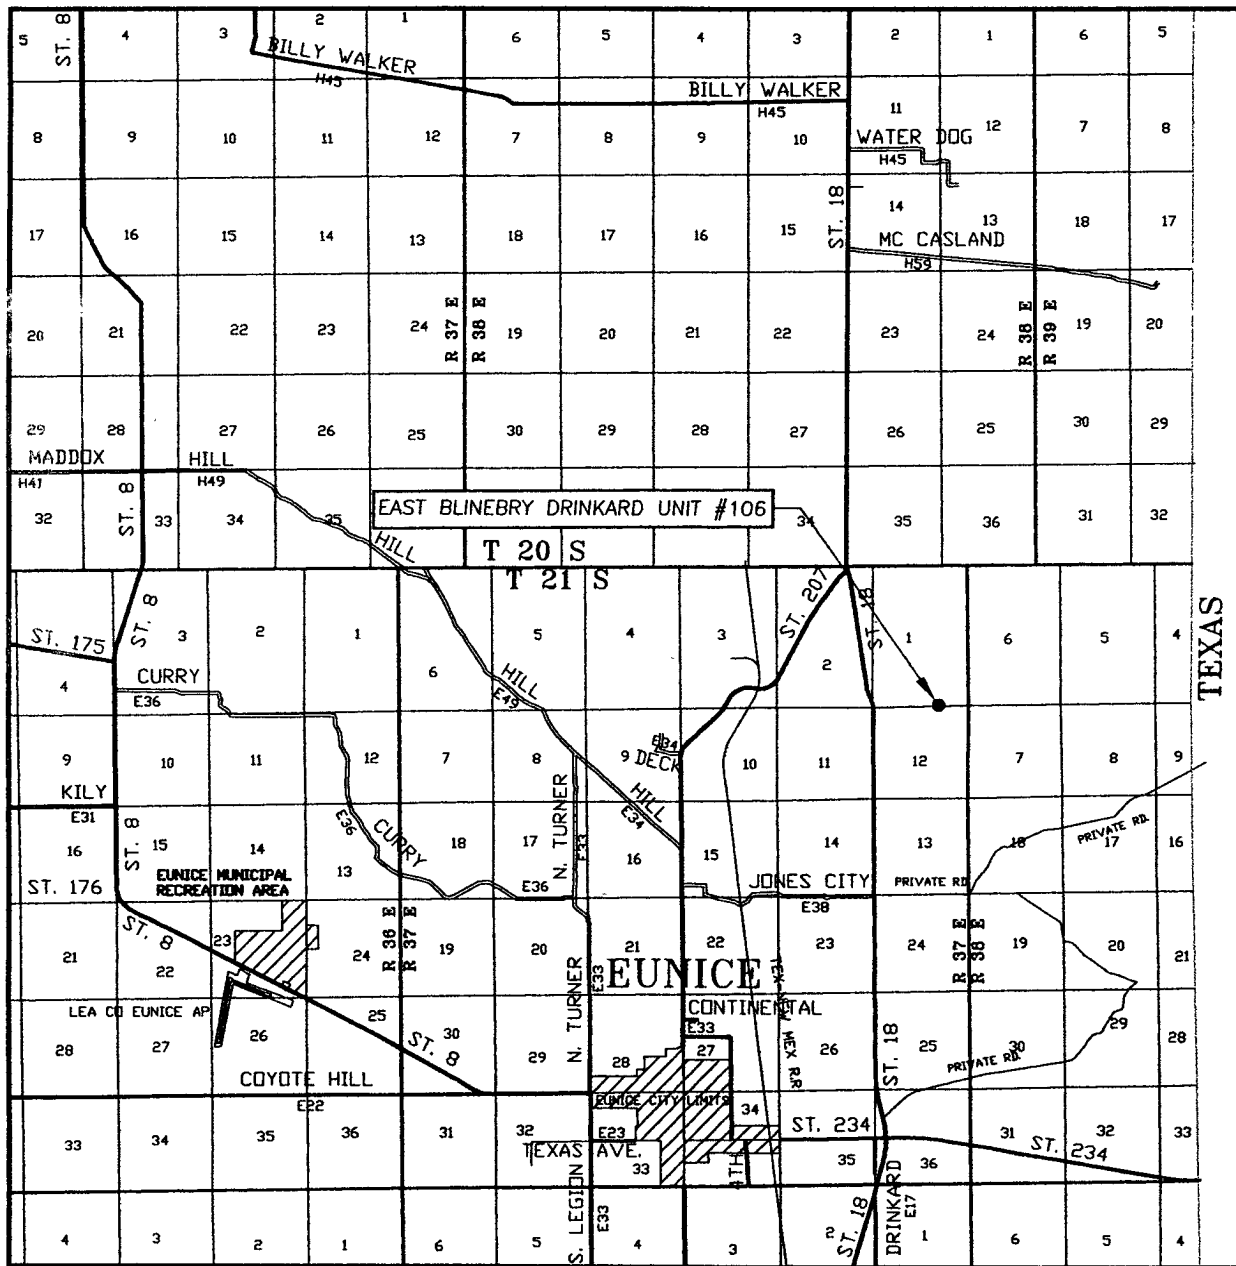 5 ST. 8 4 3 2 1 6 5 4 3 2 1 6 5
BILLY WALKER
H45
BILLY WALKER
H45
11
8 9 10 11 12 7 8 9 10 12 7 8
WATER DOG
H45
ST. 18
17 16 15 14 13 18 17 16 15 14 13 18 17
MC CASLAND
H59
R 37 E
R 38 E
R 38 E
R 39 E
20 21 22 23 24 19 20 21 22 23 24 19 20
29 28 27 26 25 30 29 28 27 26 25 30 29
MADDOX HILL
H41 H49
ST. 8
32 33 34 35 34 35 36 31 32
EAST BLINEBRY DRINKARD UNIT #106
HILL
T 20 S
T 21 S
TEXAS
ST. 175
ST. 8
3 2 1 5 4 3 ST. 207 2 ST. 18 1 6 5 4
4 CURRY 6 HILL
E36 E49
E34
DECK
9 10 11 12 7 8 9 10 11 12 7 8 9
KILY
E31
ST. 8
E36
CURRY
N. TURNER
E33
HILL
E34
16 15 14 13 18 17 16 15 14 13 18 17 16
PRIVATE RD.
EUNICE MUNICIPAL
RECREATION AREA
ST. 176
E36
JONES CITY
E38
PRIVATE RD.
ST. 8
R 36 E
R 37 E
R 37 E
R 38 E
21 22 23 24 19 20 21 22 23 24 19 20 21
EUNICE
N. TURNER
E33
TEX-NEW MEX R.R.
CONTINENTAL
E33
LEA CO EUNICE AP
28 27 26 25 30 29 28 27 26 25 30 29 28
ST. 8
ST. 18
PRIVATE RD.
COYOTE HILL
E22
EUNICE CITY LIMITS
33 34 35 36 31 32 33 34 35 36 31 32 33
E23
TEXAS AVE.
4TH
ST. 234
ST. 234
S. LEGION
E33
ST. 18
DRINKARD
E17
4 3 2 1 6 5 4 3 2 1 6 5 4